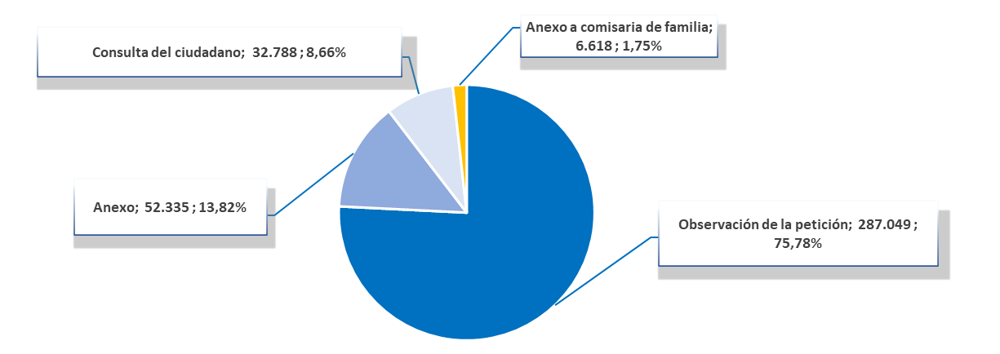 Anexo a comisaria de familia;
6.618 ; 1,75%
Consulta del ciudadano; 32.788 ; 8,66%
Anexo; 52.335 ; 13,82%
Observación de la petición; 287.049 ;
75,78%